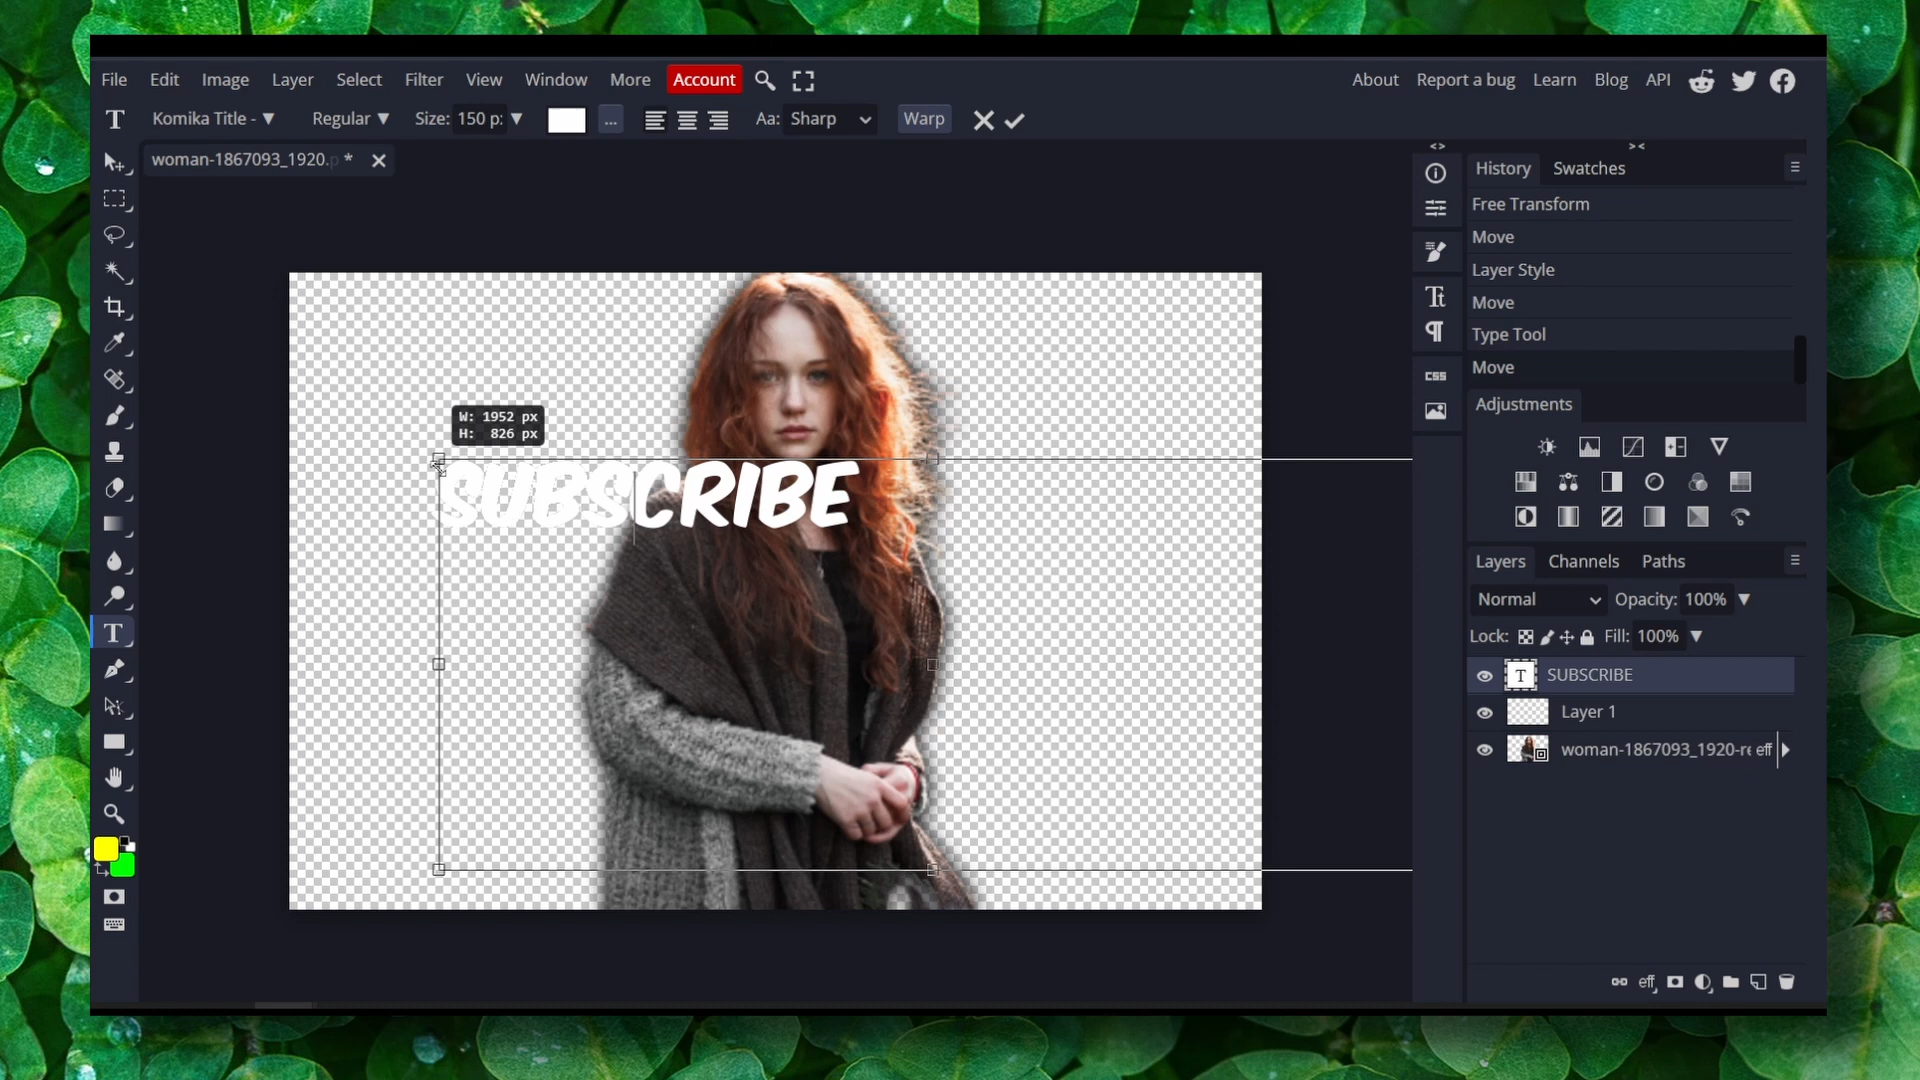 File Edit Image Layer Select Filter View Window More Account About Report a bug Learn Blog API
T Komika Title - Regular Size: 150 p: ... Aa: Sharp Warp
woman-1867093_1920.p *
History Swatches
Free Transform
Move
Layer Style
Move
Type Tool
Move
Adjustments
CSS
W: 1952 px
H: 826 px
SUBSCRIBE
Layers Channels Paths
Normal Opacity: 100%
Lock: Fill: 100%
T SUBSCRIBE
Layer 1
woman-1867093_1920-re eff
eff